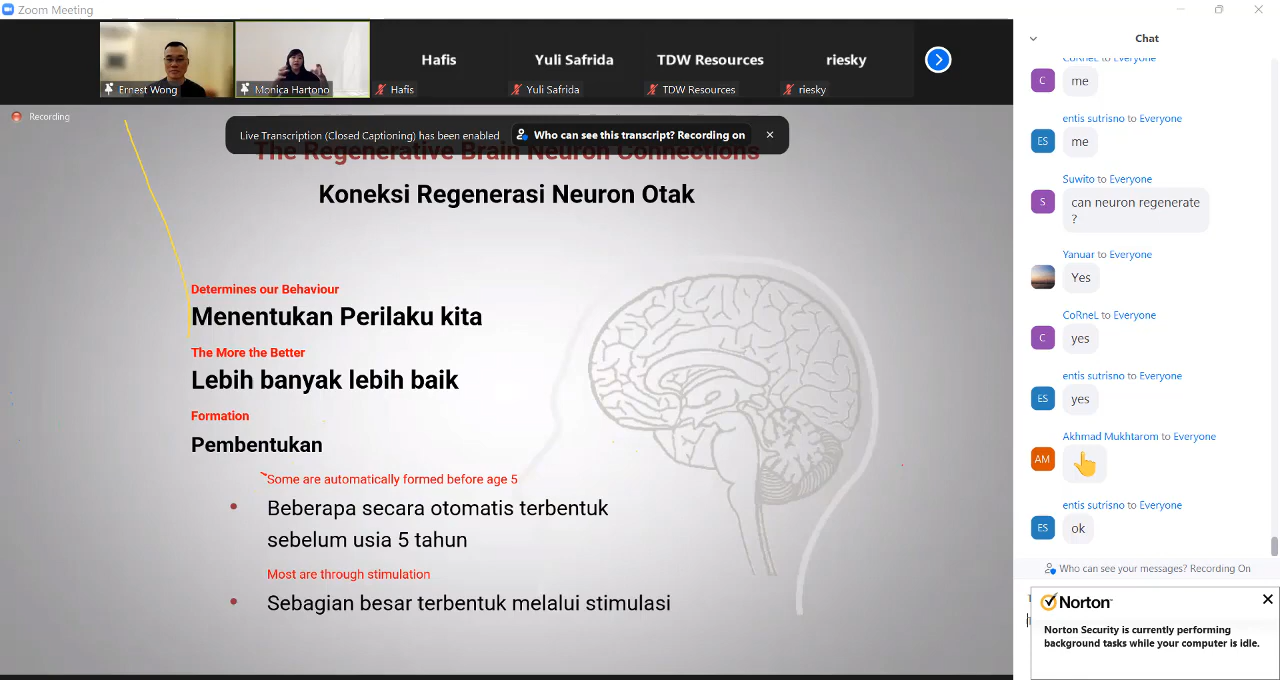 Zoom Meeting
Ernest Wong
Monica Hartono
Hafis
Hafis
Yuli Safrida
Yuli Safrida
TDW Resources
TDW Resources
riesky
riesky
Recording
Live Transcription (Closed Captioning) has been enabled
Who can see this transcript? Recording on
The Regenerative Brain Neuron Connections
Koneksi Regenerasi Neuron Otak
Determines our Behaviour
Menentukan Perilaku kita
The More the Better
Lebih banyak lebih baik
Formation
Pembentukan
Some are automatically formed before age 5
Beberapa secara otomatis terbentuk
sebelum usia 5 tahun
Most are through stimulation
Sebagian besar terbentuk melalui stimulasi
Chat
CoRneL to Everyone
C
me
entis sutrisno to Everyone
ES
me
Suwito to Everyone
S
can neuron regenerate
?
Yanuar to Everyone
Yes
CoRneL to Everyone
C
yes
entis sutrisno to Everyone
ES
yes
Akhmad Mukhtarom to Everyone
AM
entis sutrisno to Everyone
ES
ok
Who can see your messages? Recording On
Norton
Norton Security is currently performing
background tasks while your computer is idle.